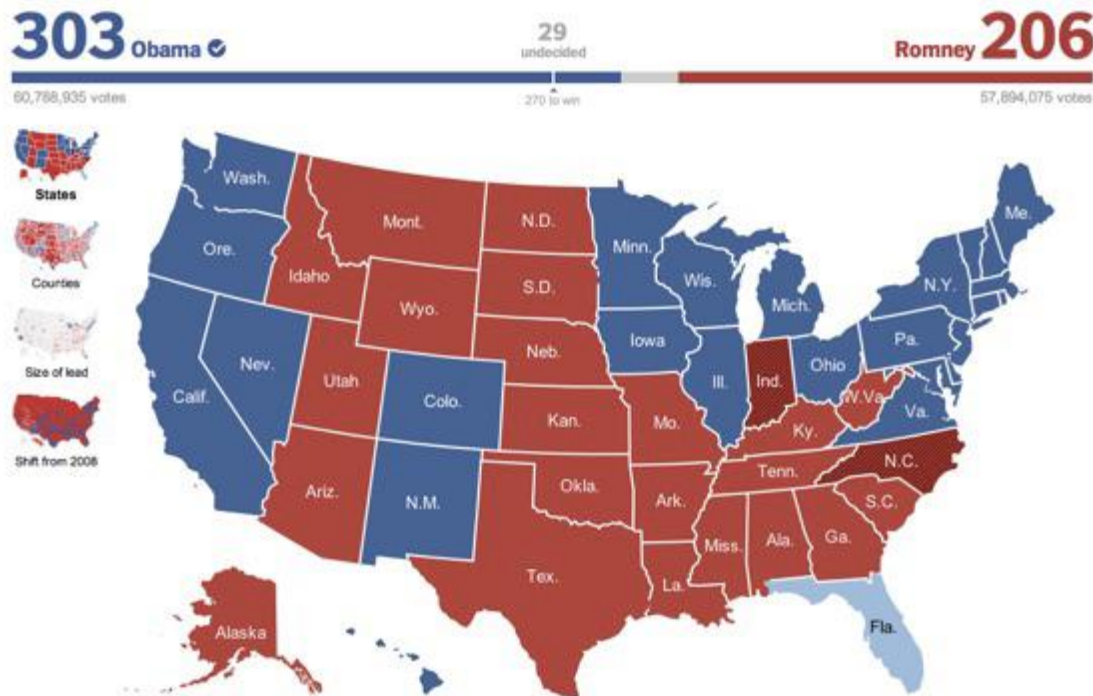 303 Obama
29
undecided
Romney 206
60,788,935 votes
270 to win
57,894,075 votes
States
Counties
Size of lead
Shift from 2008
Wash.
Ore.
Calif.
Nev.
Idaho
Mont.
Wyo.
Utah
Colo.
Ariz.
N.M.
N.D.
S.D.
Neb.
Kan.
Okla.
Tex.
Minn.
Iowa
Mo.
Ark.
La.
Wis.
Ill.
Mich.
Ind.
Ohio
Ky.
Tenn.
Miss.
Ala.
Ga.
Fla.
S.C.
N.C.
Va.
W.Va.
Pa.
N.Y.
Me.
Alaska